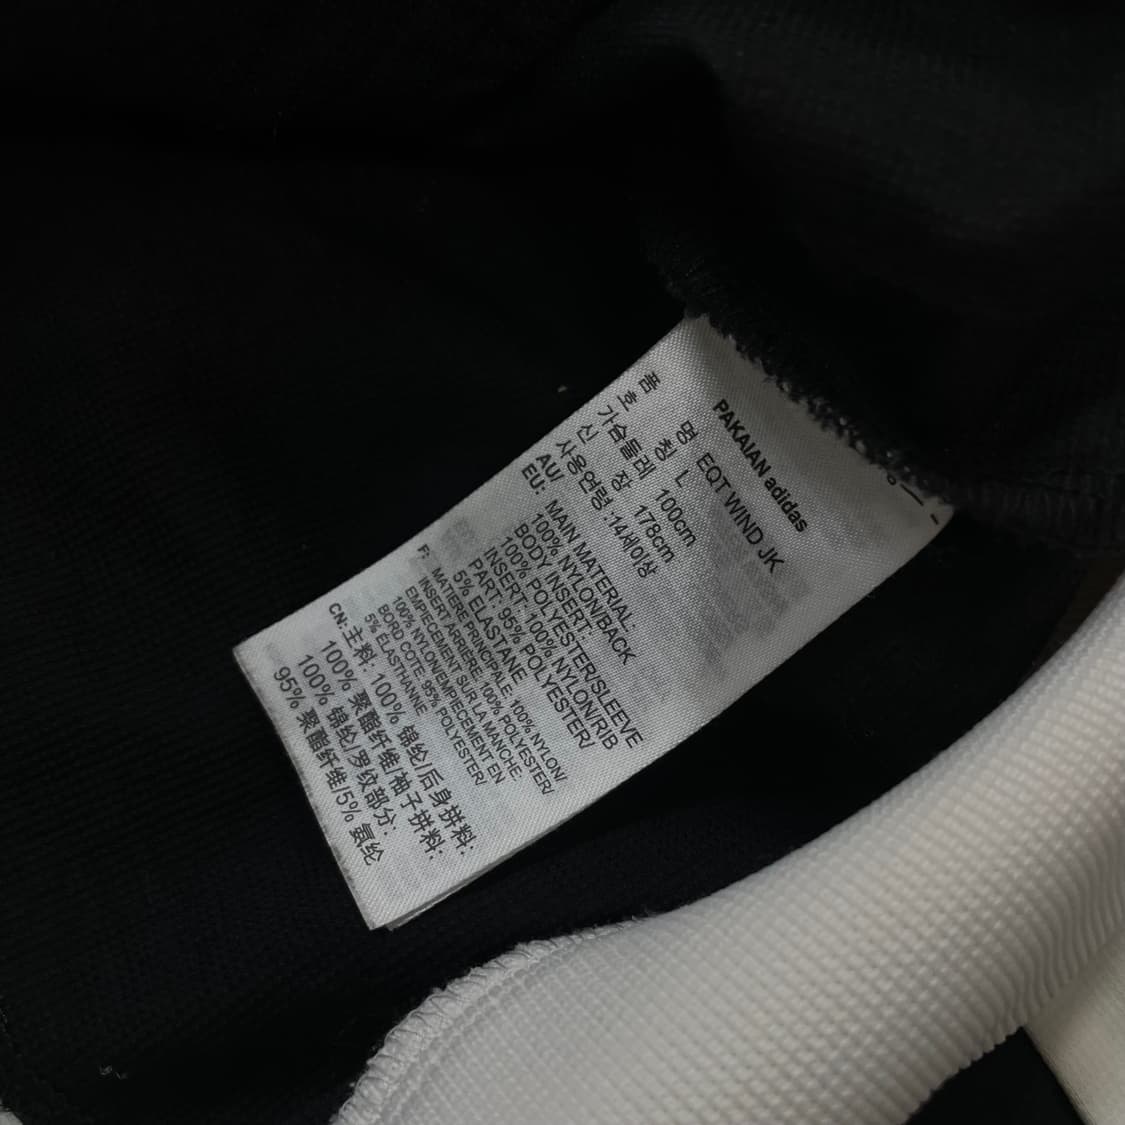 PAKAIAN adidas
품 명 EQT WIND JK
호 칭 L
가슴둘레 100cm
신 장 178cm
사용연령 :14세이상
AU/
EU: MAIN MATERIAL:
100% NYLON/BACK
BODY INSERT:
100% POLYESTER/SLEEVE
INSERT: 100% NYLON/RIB
PART: 95% POLYESTER/
5% ELASTANE
F: MATIERE PRINCIPALE: 100% NYLON/
INSERT ARRIÈRE: 100% POLYESTER/
EMPIECEMENT SUR LA MANCHE:
100% NYLON/EMPIECEMENT EN
BORD COTE: 95% POLYESTER/
5% ÉLASTHANNE
CN:主料: 100% 锦纶/后身拼料:
100% 聚酯纤维/袖子拼料:
100% 锦纶/罗纹部分:
95% 聚酯纤维/5% 氨纶